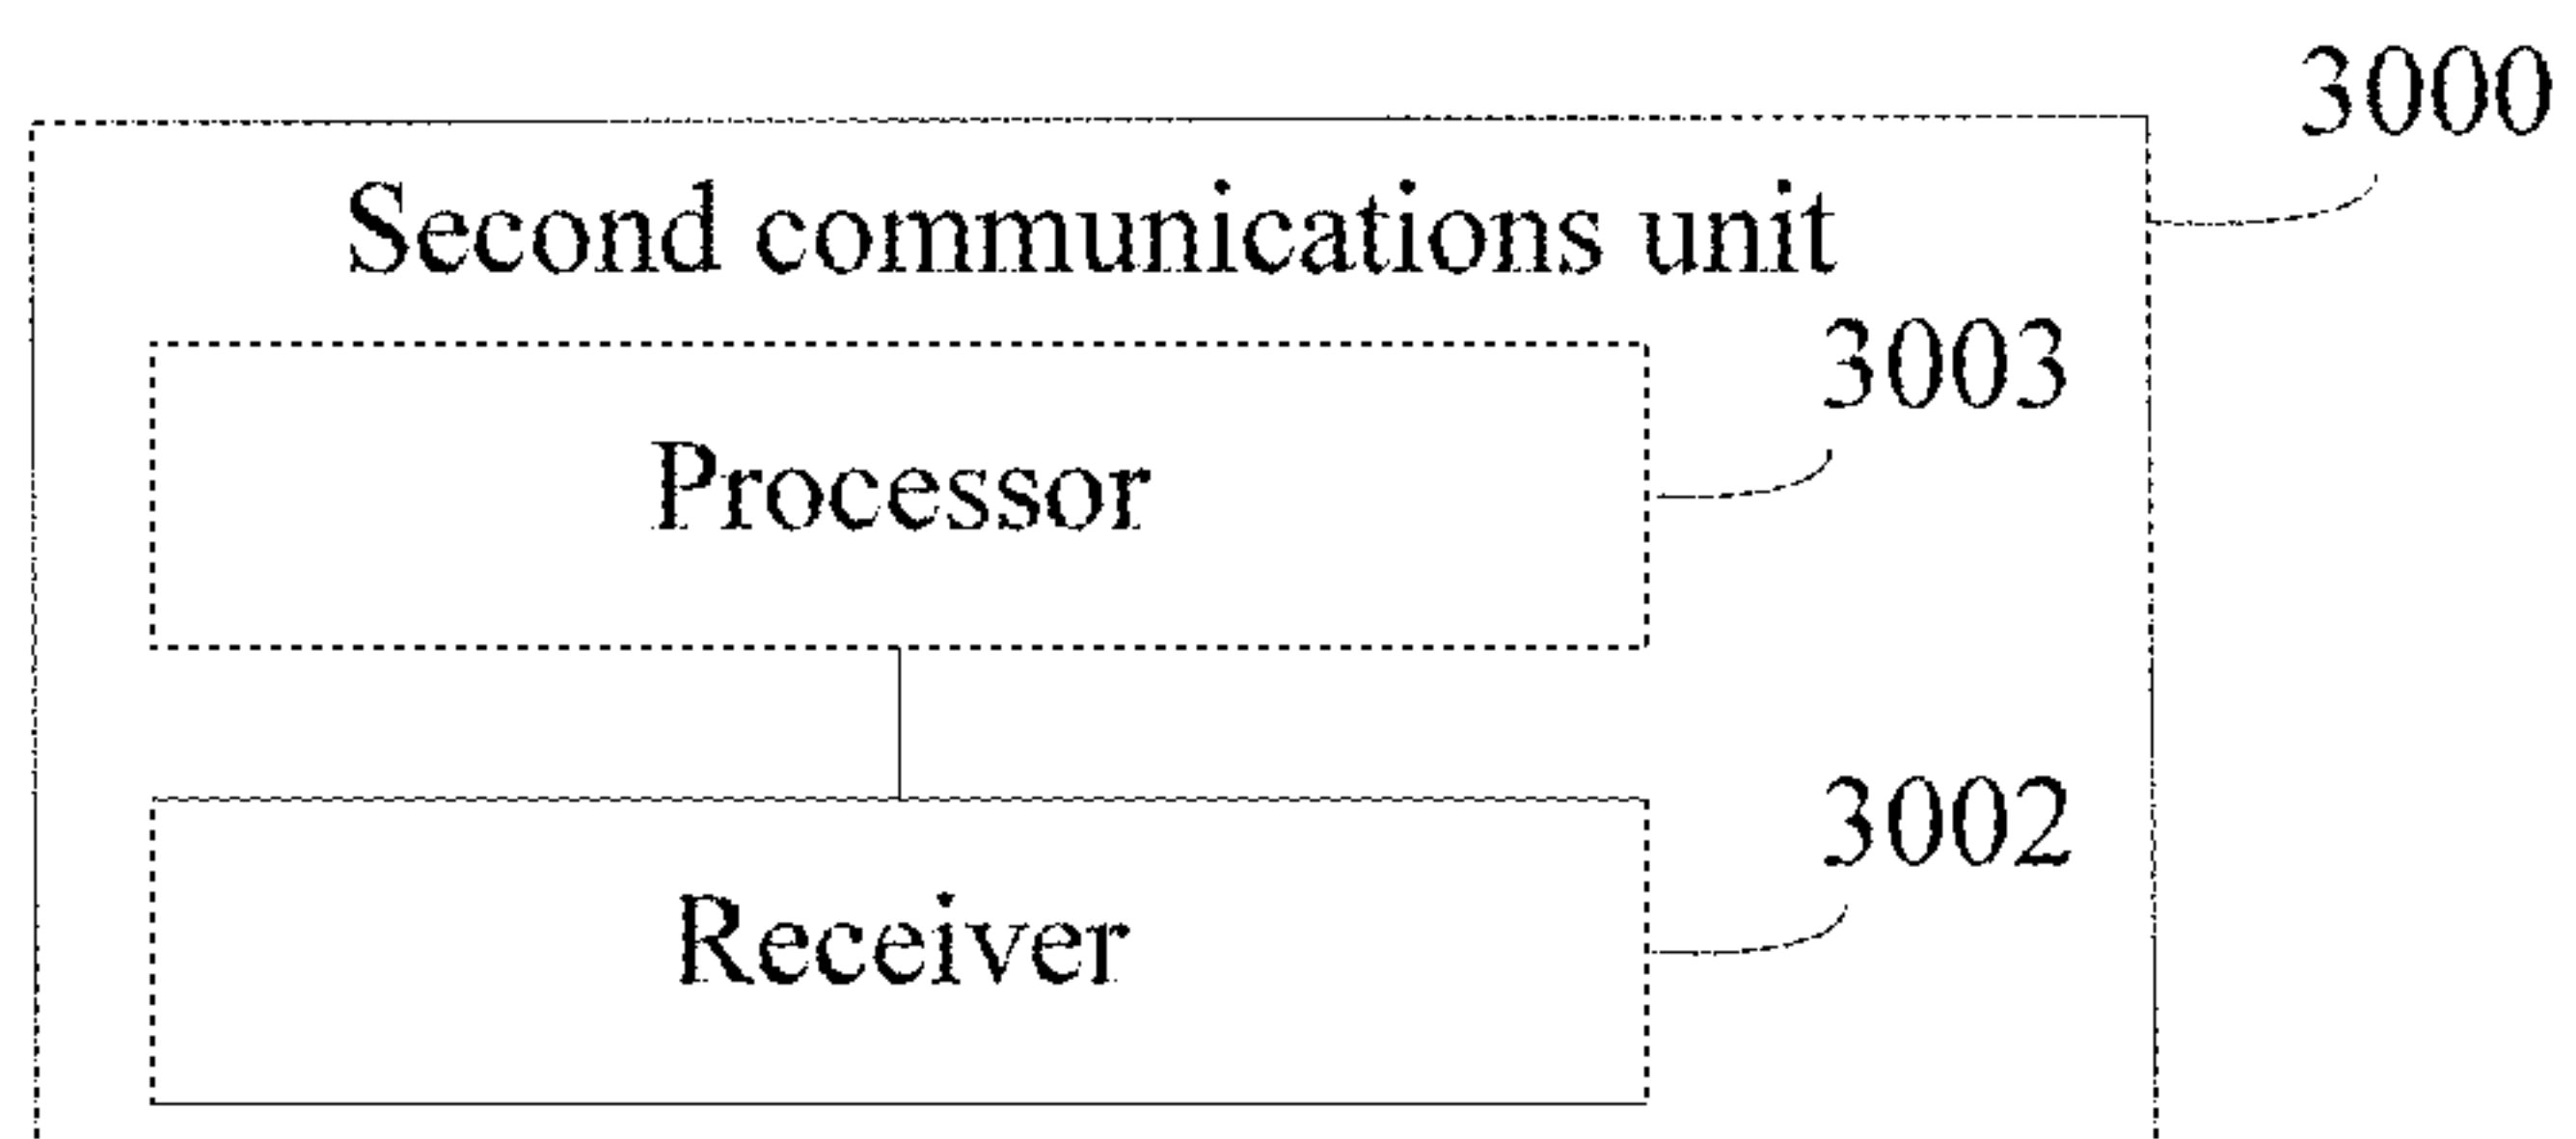 3000
Second communications unit
3003
Processor
3002
Receiver